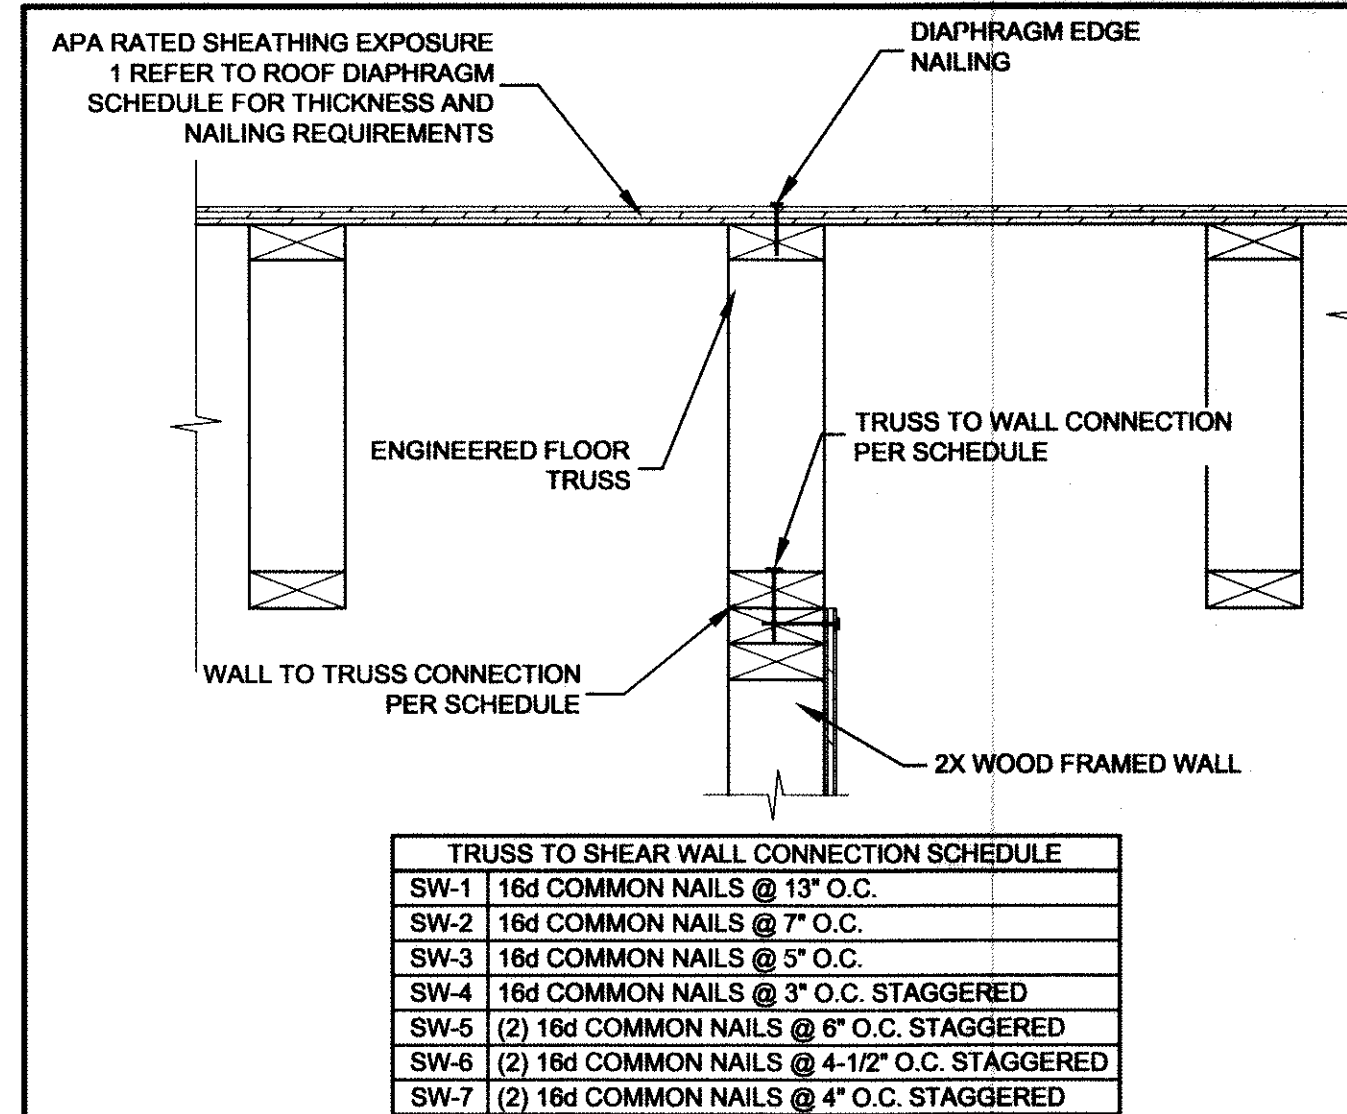 APA RATED SHEATHING EXPOSURE
1 REFER TO ROOF DIAPHRAGM
SCHEDULE FOR THICKNESS AND
NAILING REQUIREMENTS
DIAPHRAGM EDGE
NAILING
ENGINEERED FLOOR
TRUSS
TRUSS TO WALL CONNECTION
PER SCHEDULE
WALL TO TRUSS CONNECTION
PER SCHEDULE
2X WOOD FRAMED WALL
TRUSS TO SHEAR WALL CONNECTION SCHEDULE
SW-1 16d COMMON NAILS @ 13" O.C.
SW-2 16d COMMON NAILS @ 7" O.C.
SW-3 16d COMMON NAILS @ 5" O.C.
SW-4 16d COMMON NAILS @ 3" O.C. STAGGERED
SW-5 (2) 16d COMMON NAILS @ 6" O.C. STAGGERED
SW-6 (2) 16d COMMON NAILS @ 4-1/2" O.C. STAGGERED
SW-7 (2) 16d COMMON NAILS @ 4" O.C. STAGGERED